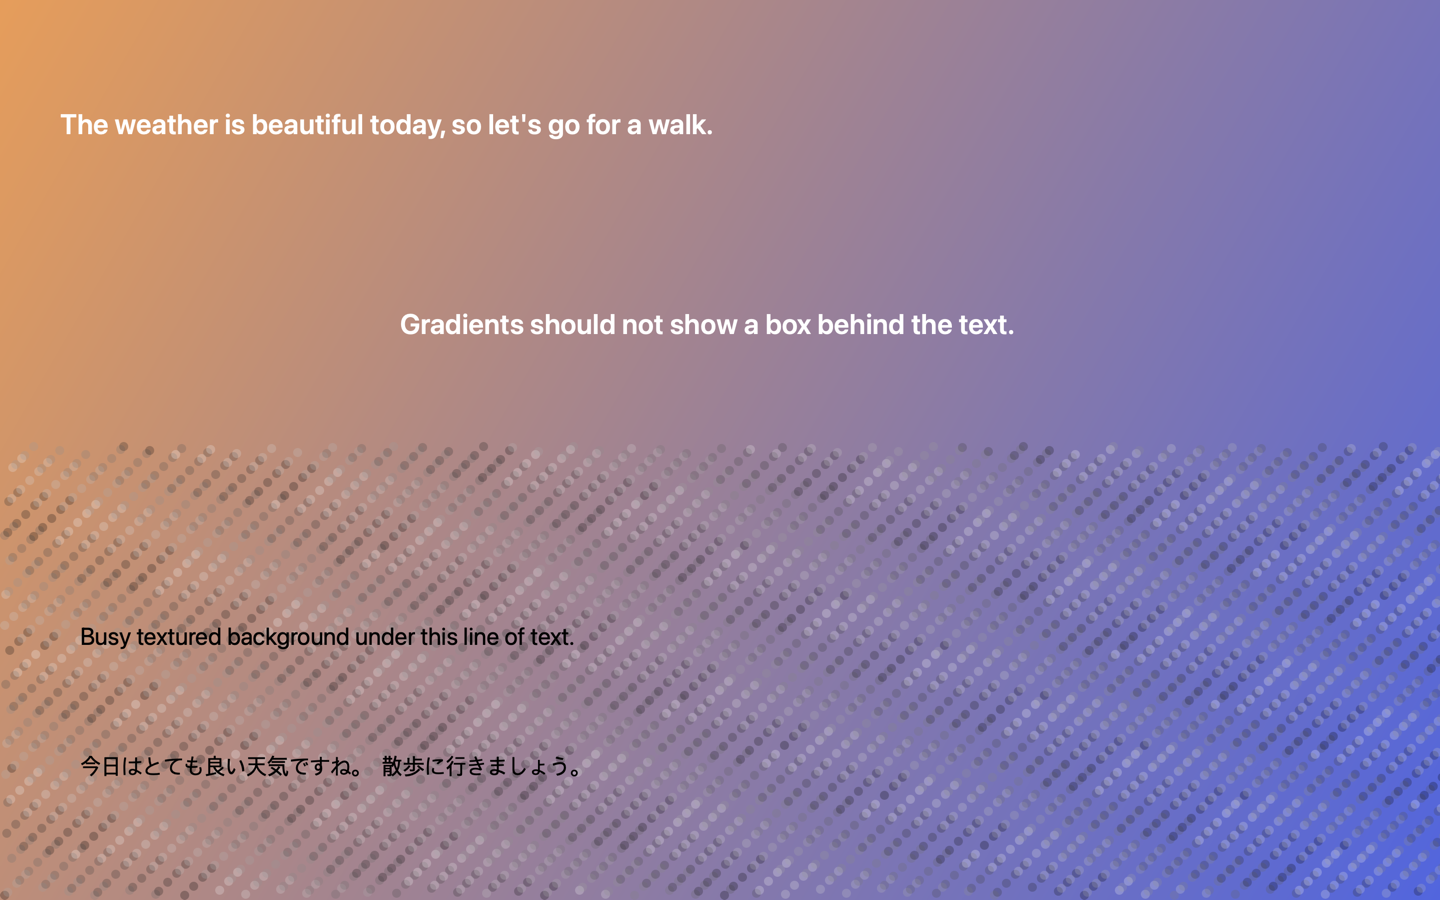 The weather is beautiful today, so let's go for a walk.
Gradients should not show a box behind the text.
Busy textured background under this line of text.
今日はとても良い天気ですね。 散歩に行きましょう。